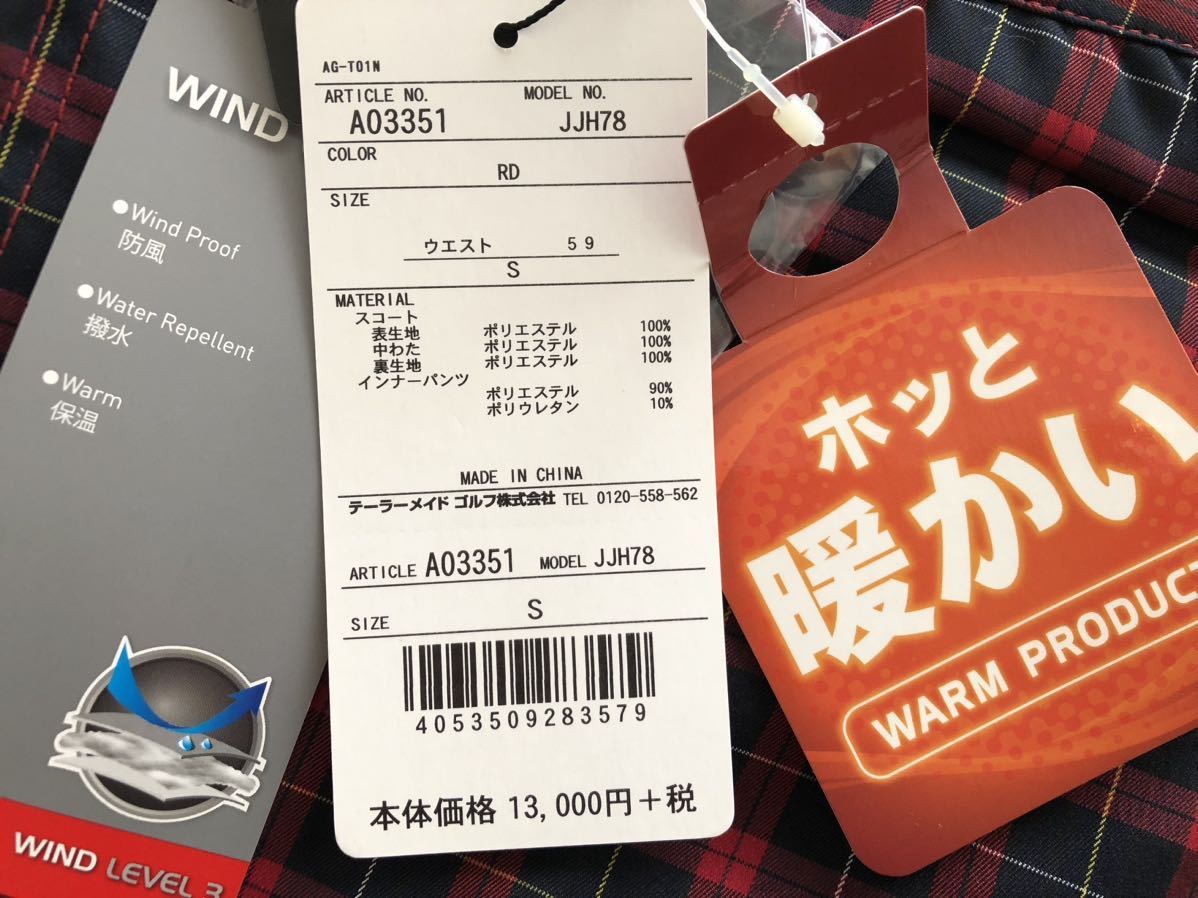 WIND
●Wind Proof
防風
●Water Repellent
撥水
●Warm
保温
WIND LEVEL 3
AG-T01N
ARTICLE NO. MODEL NO.
A03351 JJH78
COLOR
RD
SIZE
ウエスト 59
S
MATERIAL
スコート
表生地 ポリエステル 100%
中わた ポリエステル 100%
裏生地 ポリエステル 100%
インナーパンツ
ポリエステル 90%
ポリウレタン 10%
MADE IN CHINA
テーラーメイド ゴルフ株式会社 TEL 0120-558-562
ARTICLE A03351 MODEL JJH78
SIZE S
4053509283579
本体価格 13,000円+税
ホッと
暖かい
WARM PRODUCT